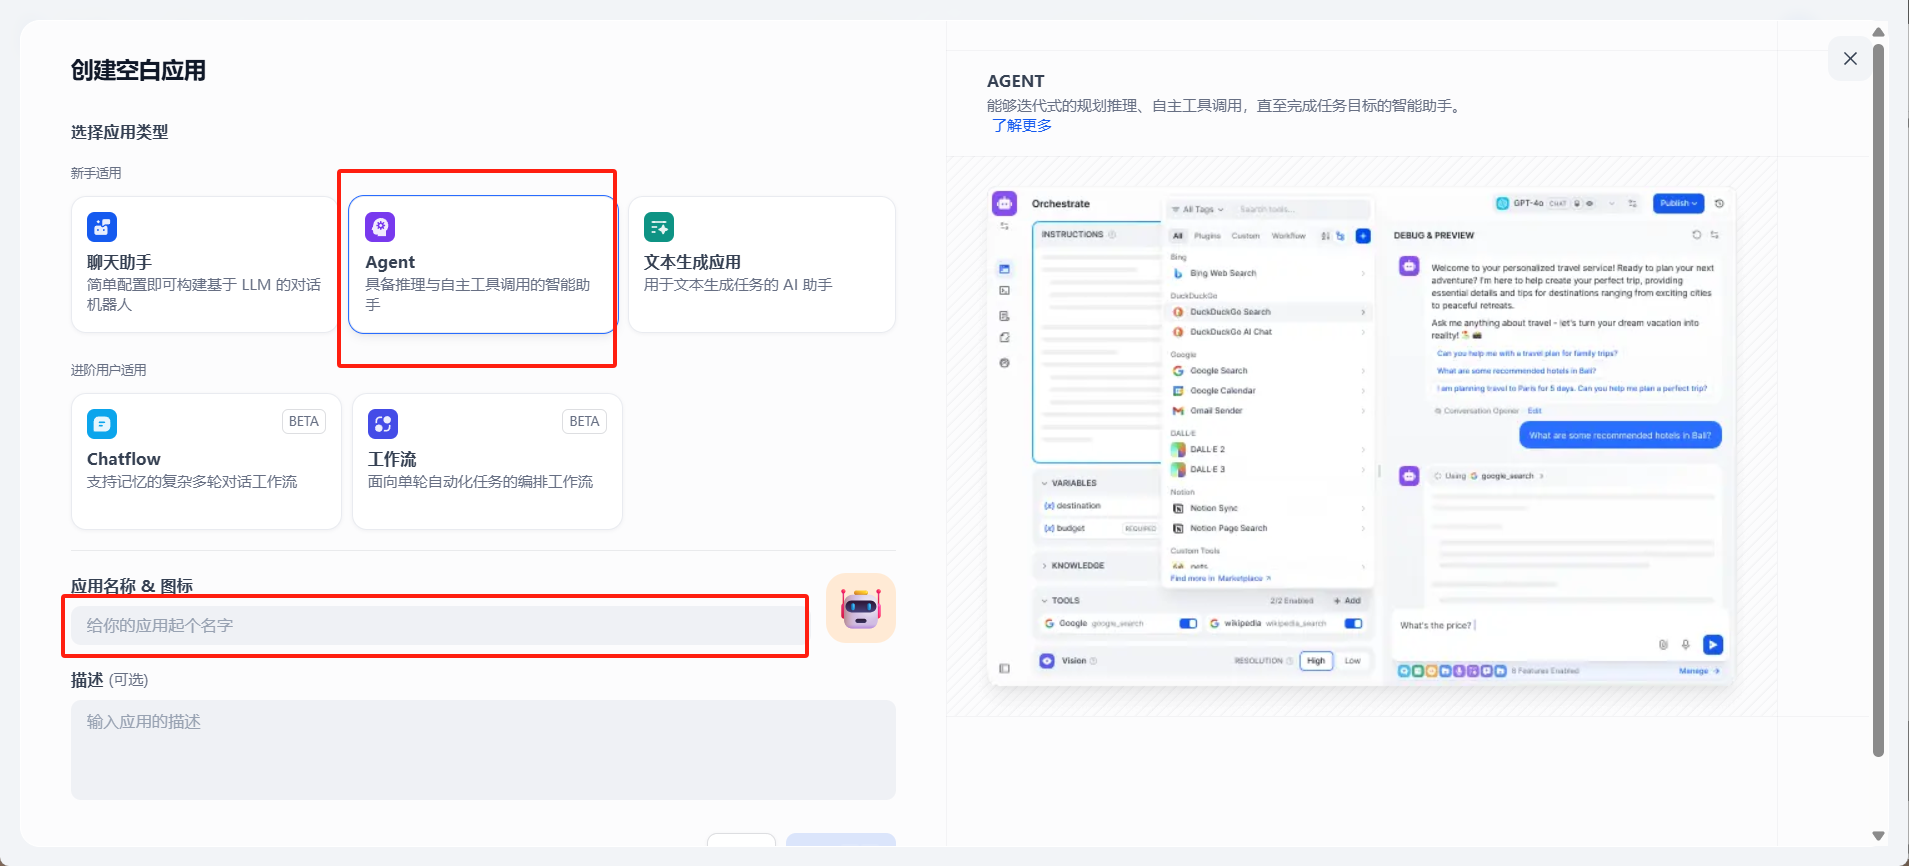 创建空白应用
选择应用类型
新手适用
聊天助手
简单配置即可构建基于 LLM 的对话
机器人
Agent
具备推理与自主工具调用的智能助
手
文本生成应用
用于文本生成任务的 AI 助手
进阶用户适用
BETA
Chatflow
支持记忆的复杂多轮对话工作流
BETA
工作流
面向单轮自动化任务的编排工作流
应用名称 & 图标
给你的应用起个名字
描述 (可选)
输入应用的描述
AGENT
能够迭代式的规划推理、自主工具调用，直至完成任务目标的智能助手。
了解更多
Orchestrate
INSTRUCTIONS
All Tags
Search tools...
All Plugins Custom Workflow
Bing
Bing Web Search
DuckDuckGo
DuckDuckGo Search
DuckDuckGo AI Chat
Google
Google Search
Google Calendar
Gmail Sender
DALL·E
DALL·E 2
DALL·E 3
Notion
Notion Sync
Notion Page Search
Custom Tools
pets
Find more in Marketplace
VARIABLES
{x} destination
{x} budget REQUIRED
KNOWLEDGE
TOOLS
2/2 Enabled + Add
Google google_search
wikipedia wikipedia_search
Vision
RESOLUTION High Low
GPT-4o CHAT
Publish
DEBUG & PREVIEW
Welcome to your personalized travel service! Ready to plan your next
adventure? I'm here to help create your perfect trip, providing
essential details and tips for destinations ranging from exciting cities
to peaceful retreats.
Ask me anything about travel - let's turn your dream vacation into
reality!
Can you help me with a travel plan for family trips?
What are some recommended hotels in Bali?
I am planning travel to Paris for 5 days. Can you help me plan a perfect trip?
Conversation Opener · Edit
What are some recommended hotels in Bali?
Using google_search
What's the price?
Features Enabled
Manage